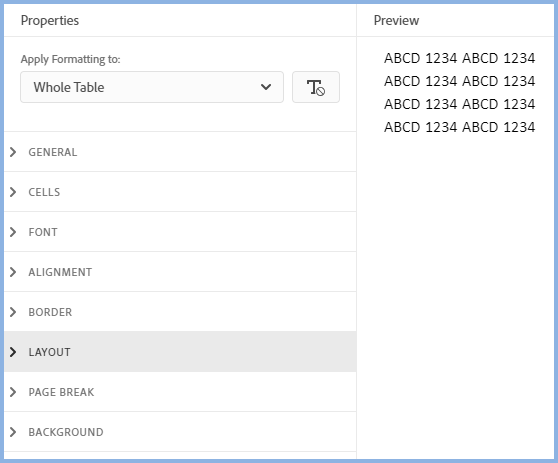 Properties
Preview
Apply Formatting to:
Whole Table
GENERAL
CELLS
FONT
ALIGNMENT
BORDER
LAYOUT
PAGE BREAK
BACKGROUND
ABCD 1234 ABCD 1234
ABCD 1234 ABCD 1234
ABCD 1234 ABCD 1234
ABCD 1234 ABCD 1234